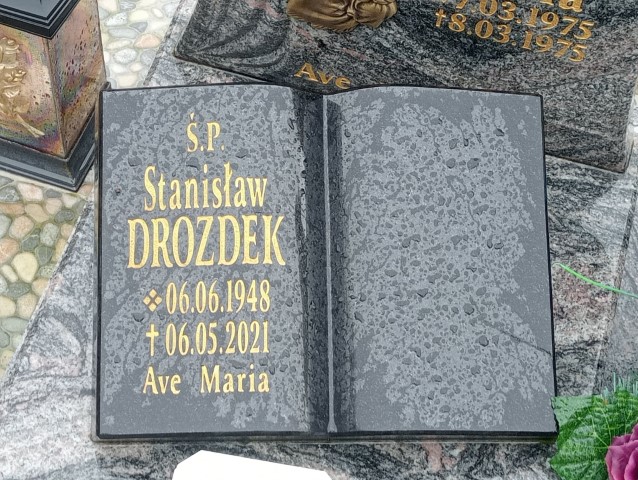 †8.03.1975
Ave
Ś.P.
Stanisław
DROZDEK
❖06.06.1948
†06.05.2021
Ave Maria